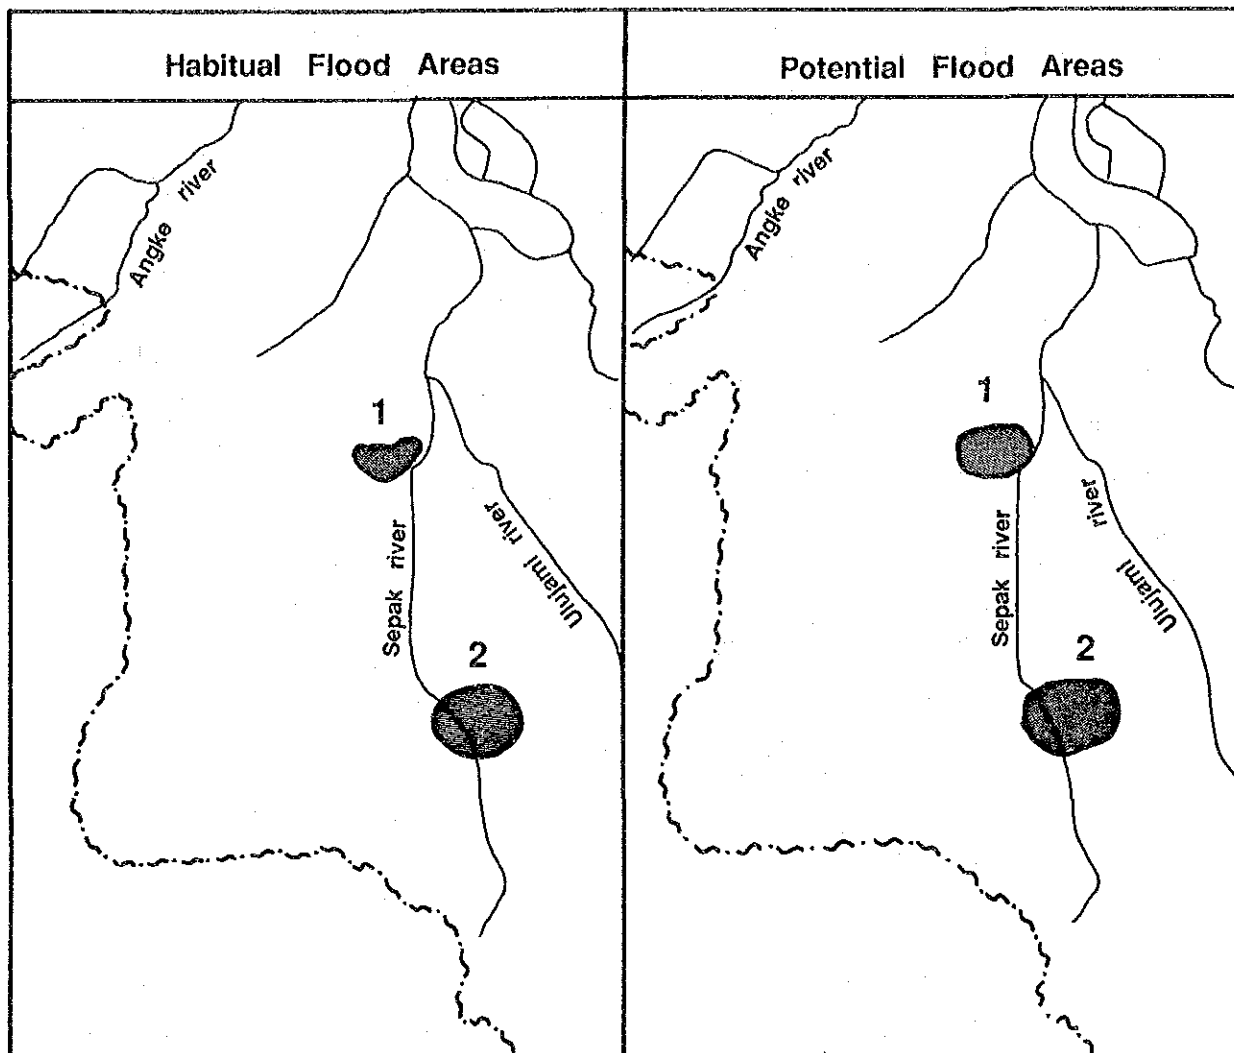 Habitual Flood Areas
Angke river
1
Sepak river
Ulujami river
2
Potential Flood Areas
Angke river
1
Sepak river
Ulujami river
2